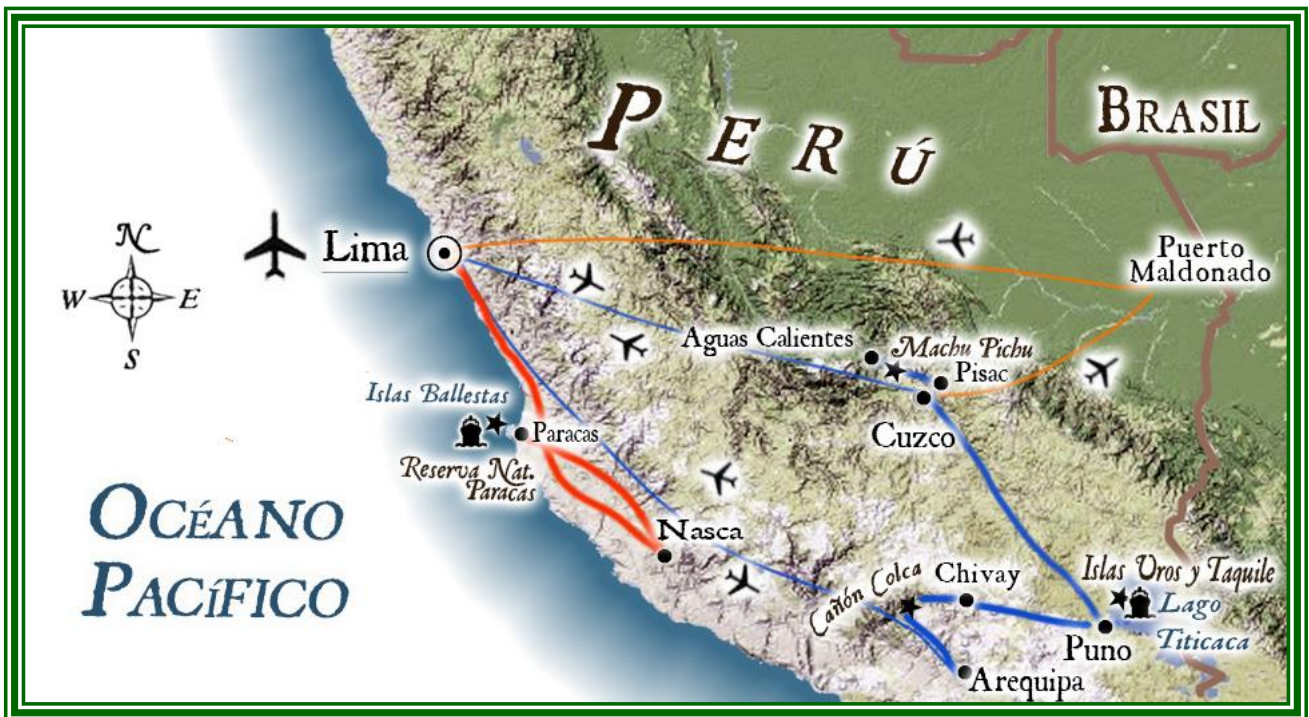 PERÚ
BRASIL
N
W E
S
Lima
Puerto
Maldonado
Aguas Calientes
Machu Pichu
Pisac
Cuzco
Islas Ballestas
Paracas
Reserva Nat.
Paracas
Nasca
OCÉANO
PACÍFICO
Cañón Colca
Chivay
Islas Uros y Taquile
Lago
Titicaca
Puno
Arequipa